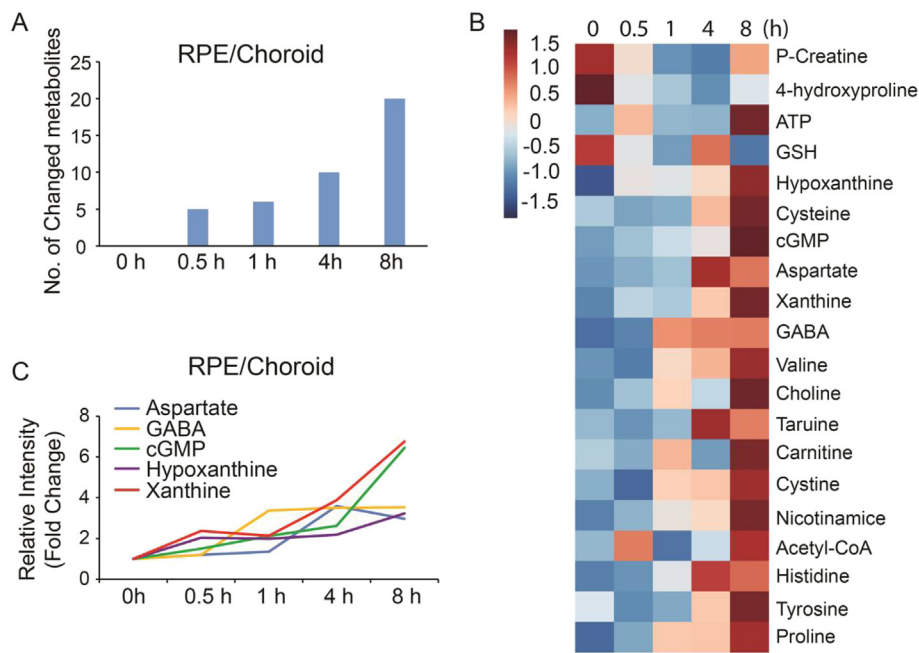 A
RPE/Choroid
No. of Changed metabolites
25
20
15
10
5
0
0 h
0.5 h
1 h
4h
8h
B
0 0.5 1 4 8 (h)
1.5
1.0
0.5
0
-0.5
-1.0
-1.5
P-Creatine
4-hydroxyproline
ATP
GSH
Hypoxanthine
Cysteine
cGMP
Aspartate
Xanthine
GABA
Valine
Choline
Taruine
Carnitine
Cystine
Nicotinamice
Acetyl-CoA
Histidine
Tyrosine
Proline
C
RPE/Choroid
Relative Intensity
(Fold Change)
8
6
4
2
0
Aspartate
GABA
cGMP
Hypoxanthine
Xanthine
0h
0.5 h
1 h
4 h
8 h